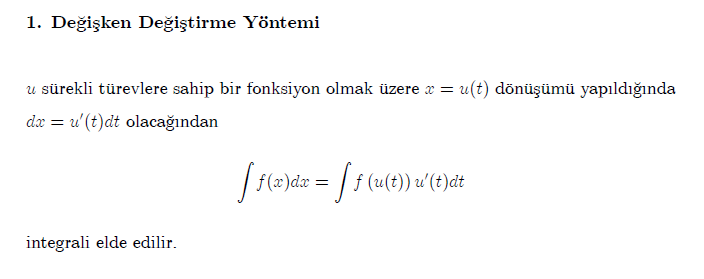 1. Değişken Değiştirme Yöntemi
u sürekli türevlere sahip bir fonksiyon olmak üzere x = u(t) dönüşümü yapıldığında
dx = u′(t)dt olacağından
∫ f(x)dx = ∫ f (u(t)) u′(t)dt
integrali elde edilir.